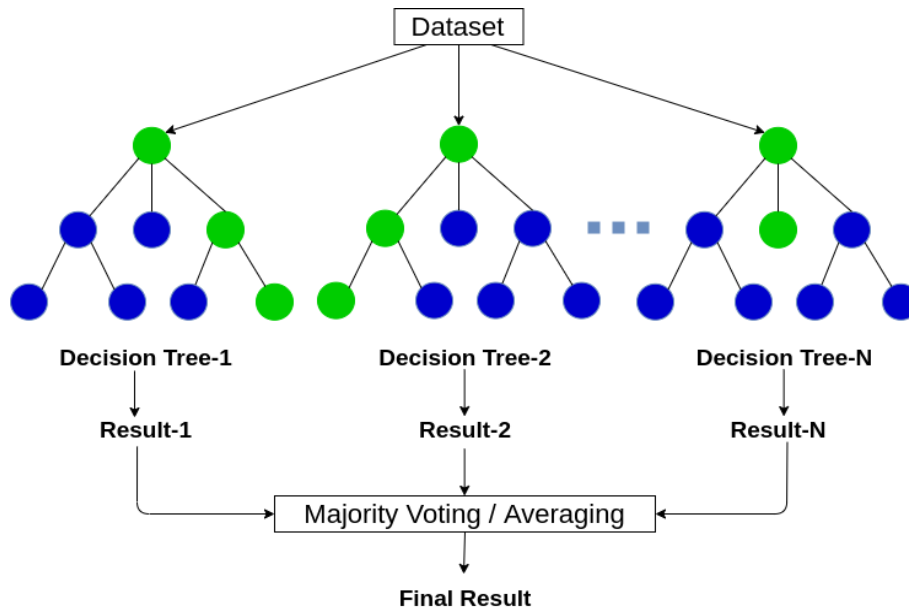 Dataset
Decision Tree-1
Decision Tree-2
Decision Tree-N
Result-1
Result-2
Result-N
Majority Voting / Averaging
Final Result